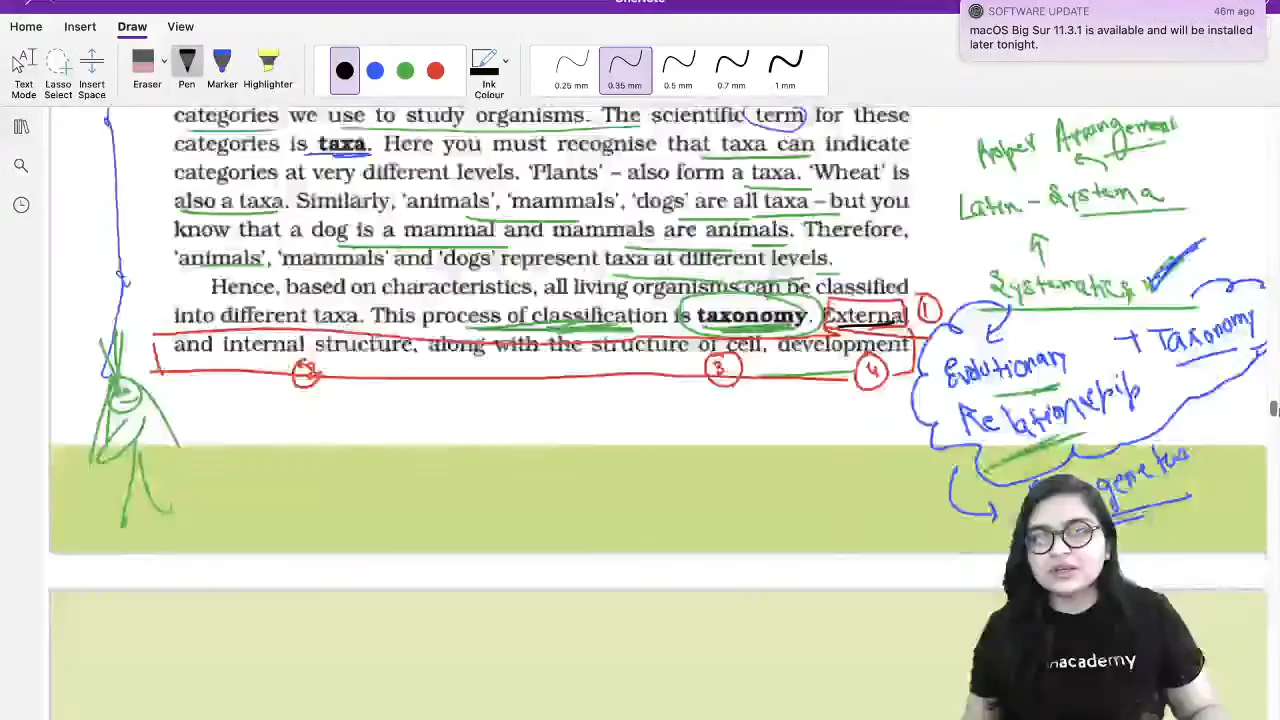 OneNote
SOFTWARE UPDATE 46m ago
macOS Big Sur 11.3.1 is available and will be installed
later tonight.
Home Insert Draw View
Text Mode
Lasso Select
Insert Space
Eraser
Pen
Marker
Highlighter
Ink Colour
0.25 mm
0.35 mm
0.5 mm
0.7 mm
1 mm
categories we use to study organisms. The scientific term for these
categories is taxa. Here you must recognise that taxa can indicate
categories at very different levels. 'Plants' – also form a taxa. 'Wheat' is
also a taxa. Similarly, 'animals', 'mammals', 'dogs' are all taxa – but you
know that a dog is a mammal and mammals are animals. Therefore,
'animals', 'mammals' and 'dogs' represent taxa at different levels.
Hence, based on characteristics, all living organisms can be classified
into different taxa. This process of classification is taxonomy. External
and internal structure, along with the structure of cell, development
1
2
3
4
Proper Arrangement
Latin - Systema
Systematics
Evolutionary
Relationship
+ Taxonomy
nacademy